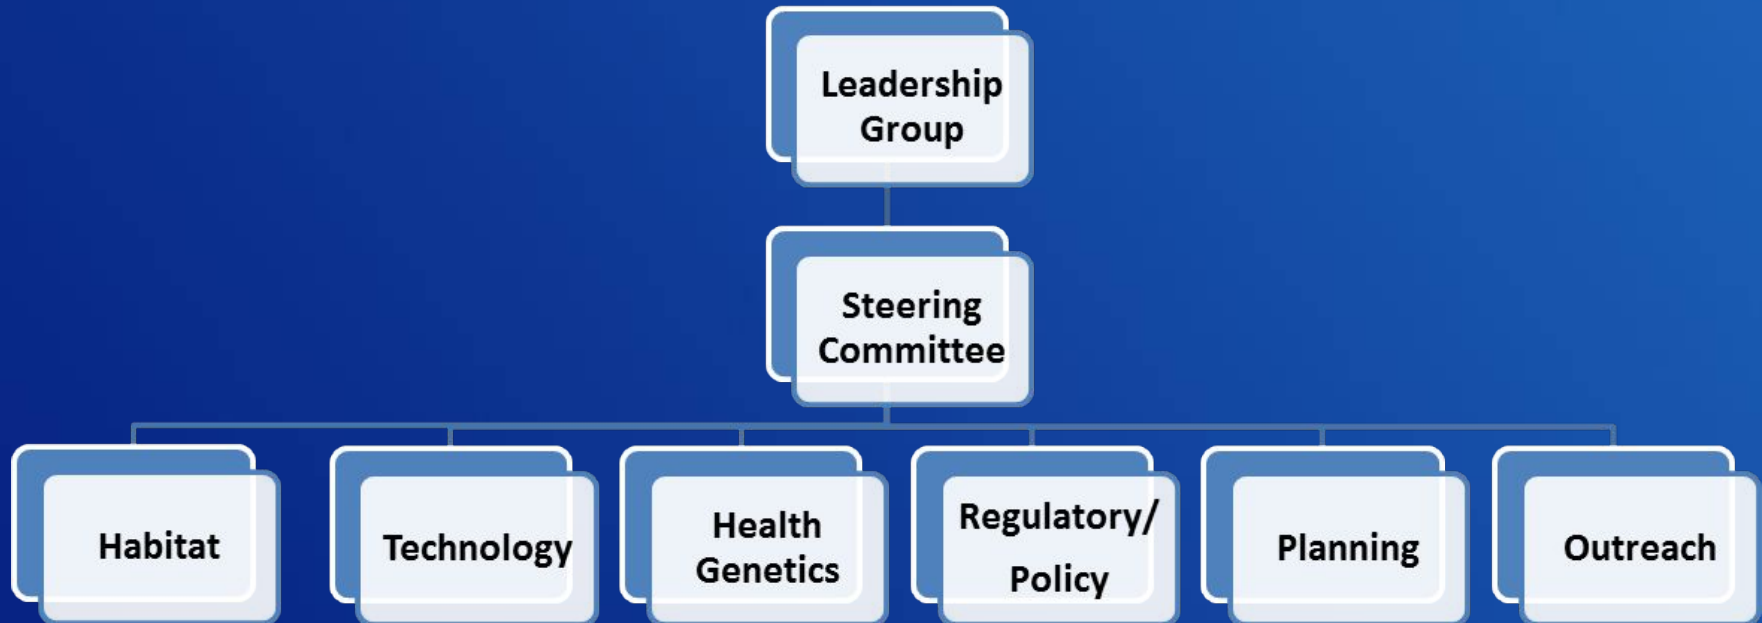 Leadership
Group
Steering
Committee
Habitat
Technology
Health
Genetics
Regulatory/
Policy
Planning
Outreach